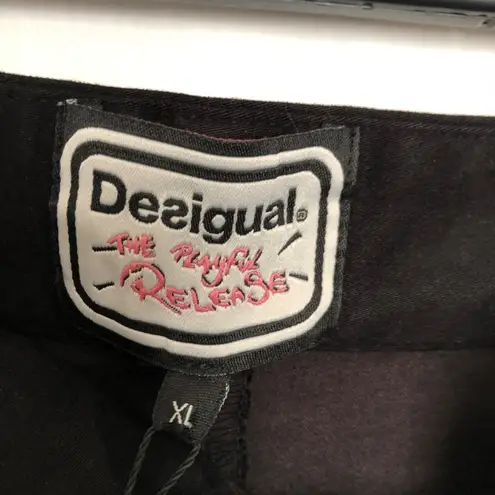 Desigual®
THE PLAYFUL
RELEASE
XL